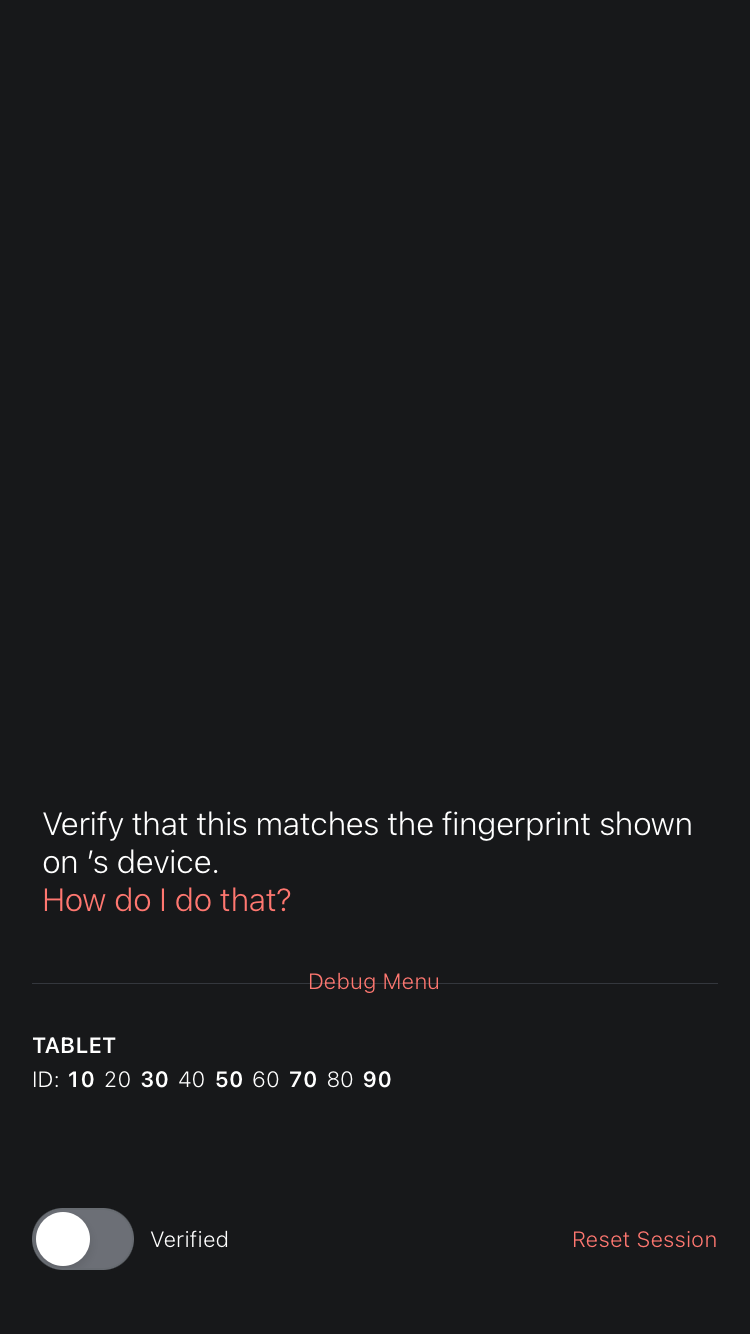 Verify that this matches the fingerprint shown
on ’s device.
How do I do that?
Debug Menu
TABLET
ID: 10 20 30 40 50 60 70 80 90
Verified Reset Session